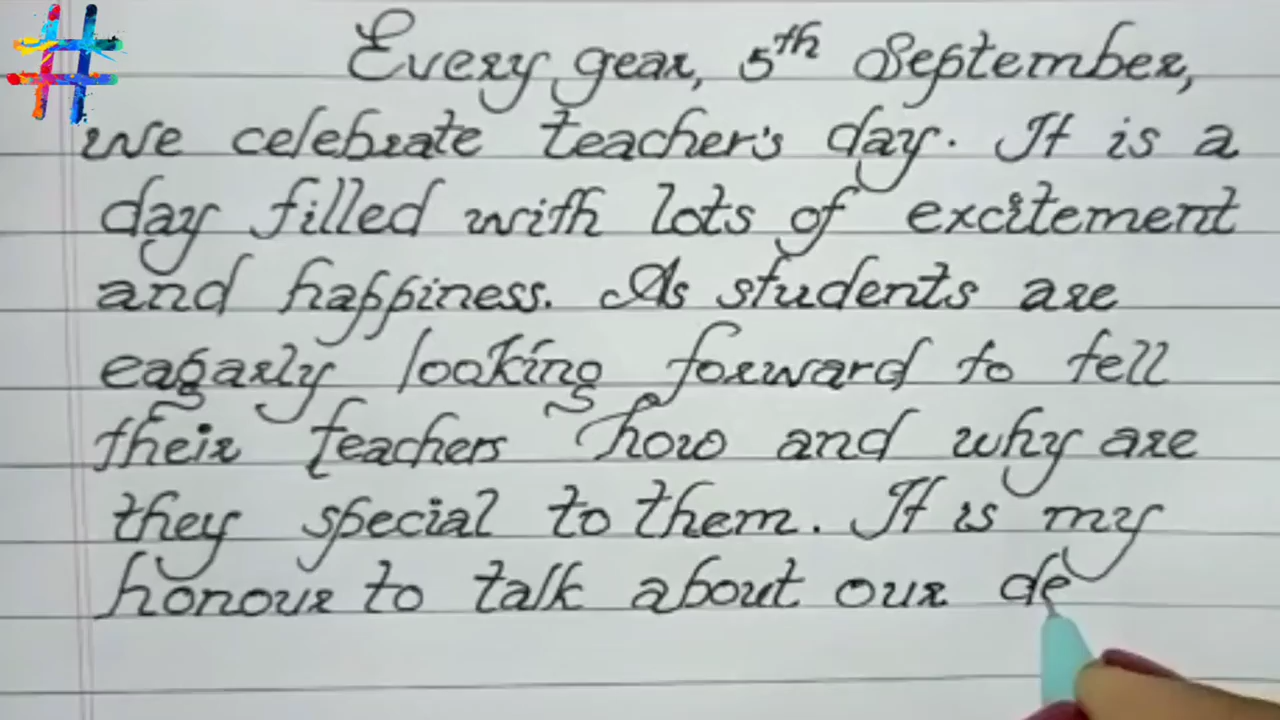 Every year, 5th September,
we celebrate teacher's day. It is a
day filled with lots of excitement
and happiness. As students are
eagarly looking forward to tell
their teachers how and why are
they special to them. It is my
honour to talk about our de